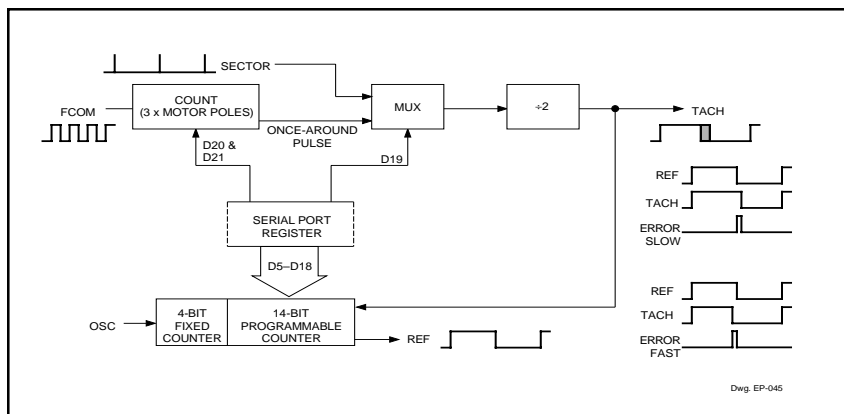 SECTOR
FCOM
COUNT
(3 x MOTOR POLES)
MUX
÷2
TACH
ONCE-AROUND
PULSE
D20 &
D21
D19
REF
TACH
ERROR
SLOW
SERIAL PORT
REGISTER
D5–D18
OSC
4-BIT
FIXED
COUNTER
14-BIT
PROGRAMMABLE
COUNTER
REF
REF
TACH
ERROR
FAST
Dwg. EP-045